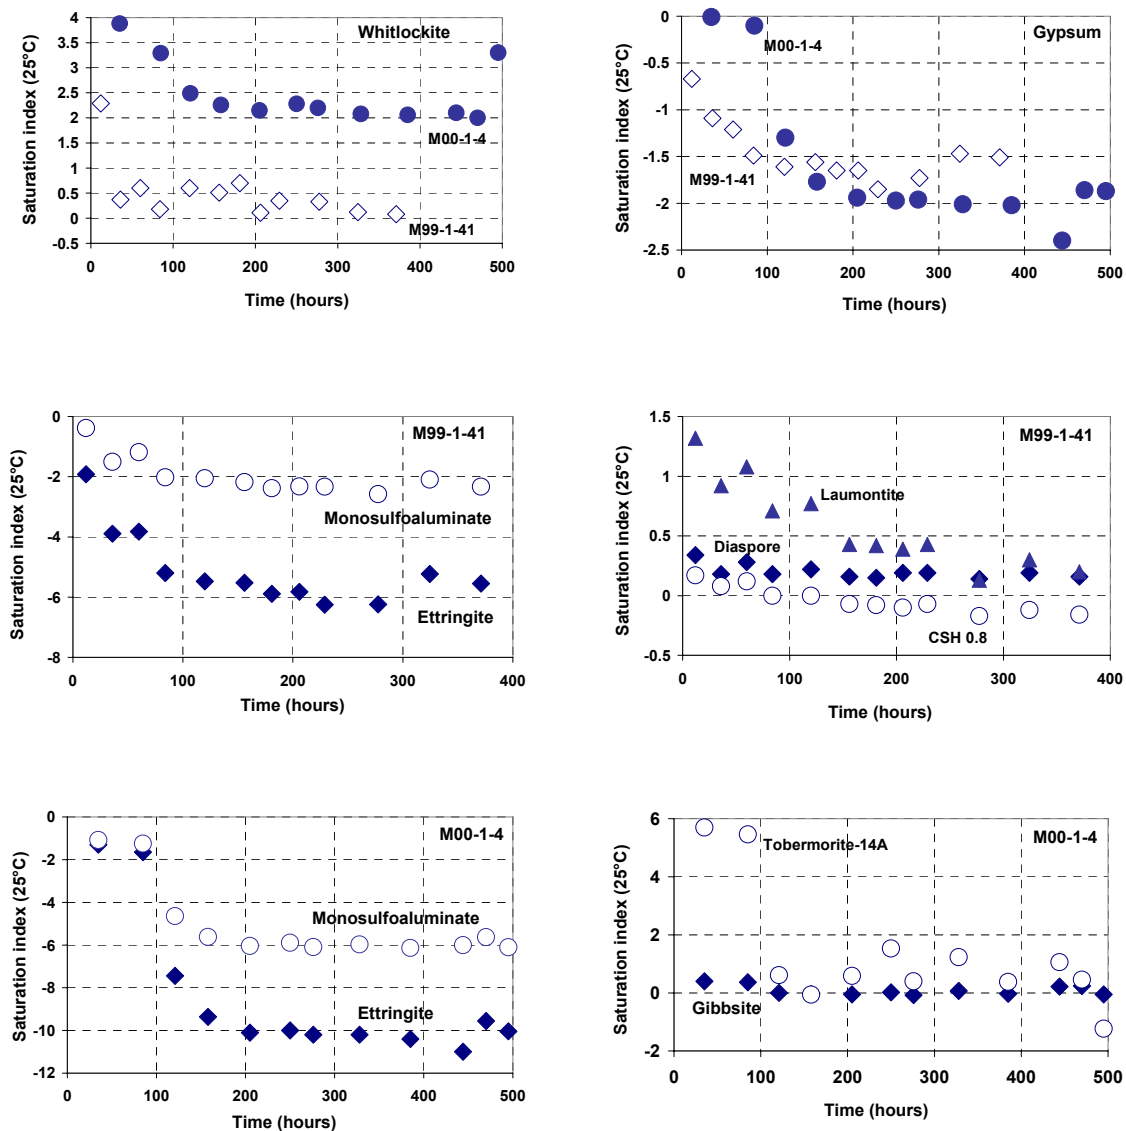 Whitlockite
Saturation index (25°C)
4
3.5
3
2.5
2
1.5
1
0.5
0
-0.5
M00-1-4
M99-1-41
0 100 200 300 400 500
Time (hours)
Gypsum
Saturation index (25°C)
0
-0.5
-1
-1.5
-2
-2.5
M00-1-4
M99-1-41
0 100 200 300 400 500
Time (hours)
M99-1-41
Saturation index (25°C)
0
-2
-4
-6
-8
Monosulfoaluminate
Ettringite
0 100 200 300 400
Time (hours)
M99-1-41
Saturation index (25°C)
1.5
1
0.5
0
-0.5
Laumontite
Diaspore
CSH 0.8
0 100 200 300 400
Time (hours)
M00-1-4
Saturation index (25°C)
0
-2
-4
-6
-8
-10
-12
Monosulfoaluminate
Ettringite
0 100 200 300 400 500
Time (hours)
M00-1-4
Saturation index (25°C)
6
4
2
0
-2
Tobermorite-14A
Gibbsite
0 100 200 300 400 500
Time (hours)